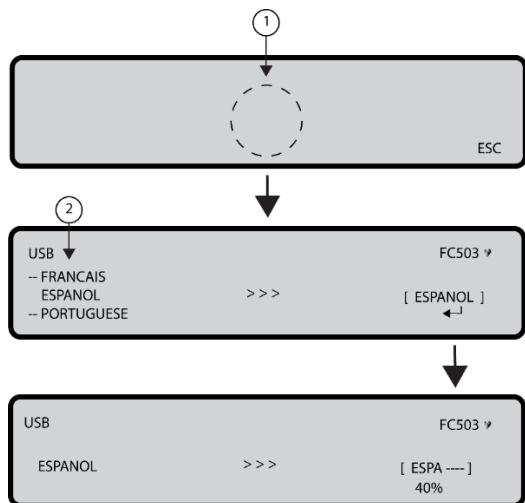 1
ESC
2
USB FC503
-- FRANCAIS
ESPANOL >>> [ ESPANOL ]
-- PORTUGUESE
USB FC503
ESPANOL >>> [ ESPA ---- ]
40%